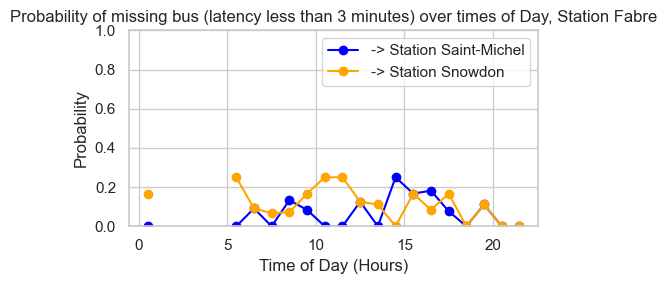 Probability of missing bus (latency less than 3 minutes) over times of Day, Station Fabre
1.0
0.8
0.6
0.4
0.2
0.0
Probability
-> Station Saint-Michel
-> Station Snowdon
0 5 10 15 20
Time of Day (Hours)